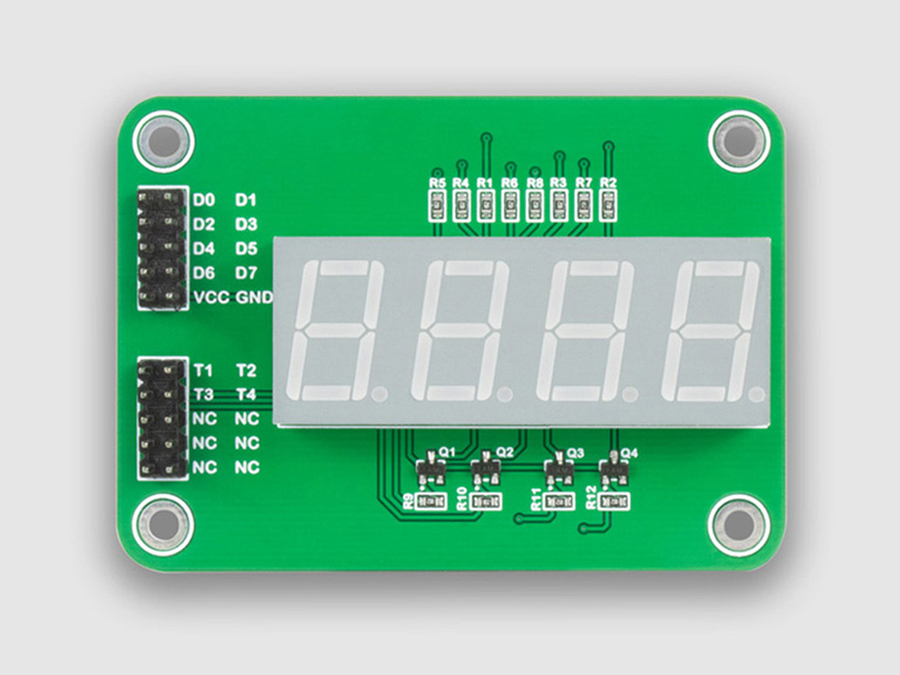 R5 R4 R1 R6 R8 R3 R7 R2
D0 D1
D2 D3
D4 D5
D6 D7
VCC GND
T1 T2
T3 T4
NC NC
NC NC
NC NC
Q1 Q2 Q3 Q4
R9 R10 R11 R12